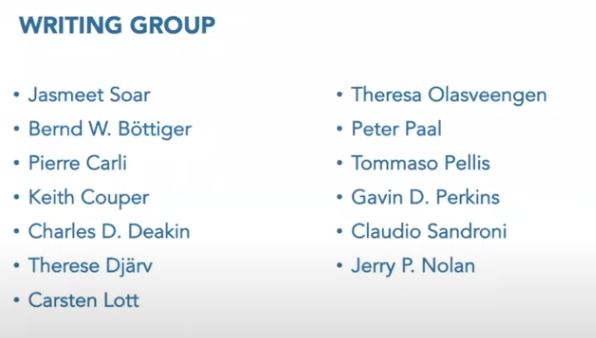 WRITING GROUP
• Jasmeet Soar
• Bernd W. Böttiger
• Pierre Carli
• Keith Couper
• Charles D. Deakin
• Therese Djärv
• Carsten Lott
• Theresa Olasveengen
• Peter Paal
• Tommaso Pellis
• Gavin D. Perkins
• Claudio Sandroni
• Jerry P. Nolan